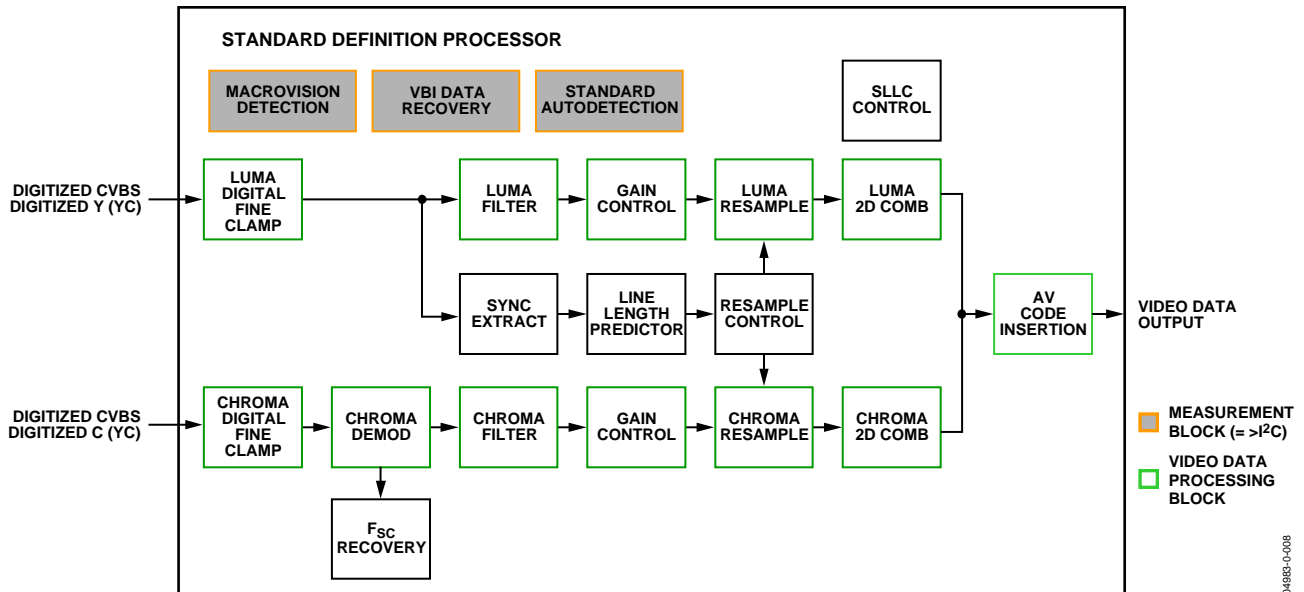 STANDARD DEFINITION PROCESSOR
MACROVISION
DETECTION
VBI DATA
RECOVERY
STANDARD
AUTODETECTION
SLLC
CONTROL
DIGITIZED CVBS
DIGITIZED Y (YC)
LUMA
DIGITAL
FINE
CLAMP
LUMA
FILTER
GAIN
CONTROL
LUMA
RESAMPLE
LUMA
2D COMB
SYNC
EXTRACT
LINE
LENGTH
PREDICTOR
RESAMPLE
CONTROL
AV
CODE
INSERTION
VIDEO DATA
OUTPUT
DIGITIZED CVBS
DIGITIZED C (YC)
CHROMA
DIGITAL
FINE
CLAMP
CHROMA
DEMOD
CHROMA
FILTER
GAIN
CONTROL
CHROMA
RESAMPLE
CHROMA
2D COMB
FSC
RECOVERY
MEASUREMENT
BLOCK (= >I²C)
VIDEO DATA
PROCESSING
BLOCK
04983-0-008